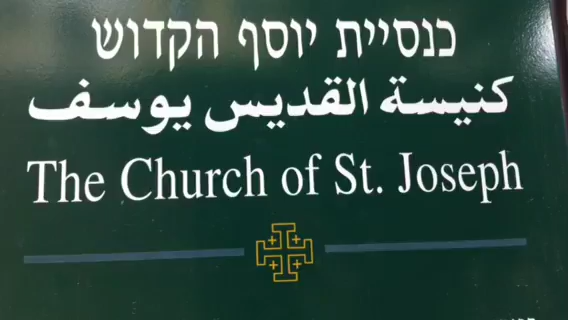 כנסיית יוסף הקדוש
كنيسة القديس يوسف
The Church of St. Joseph